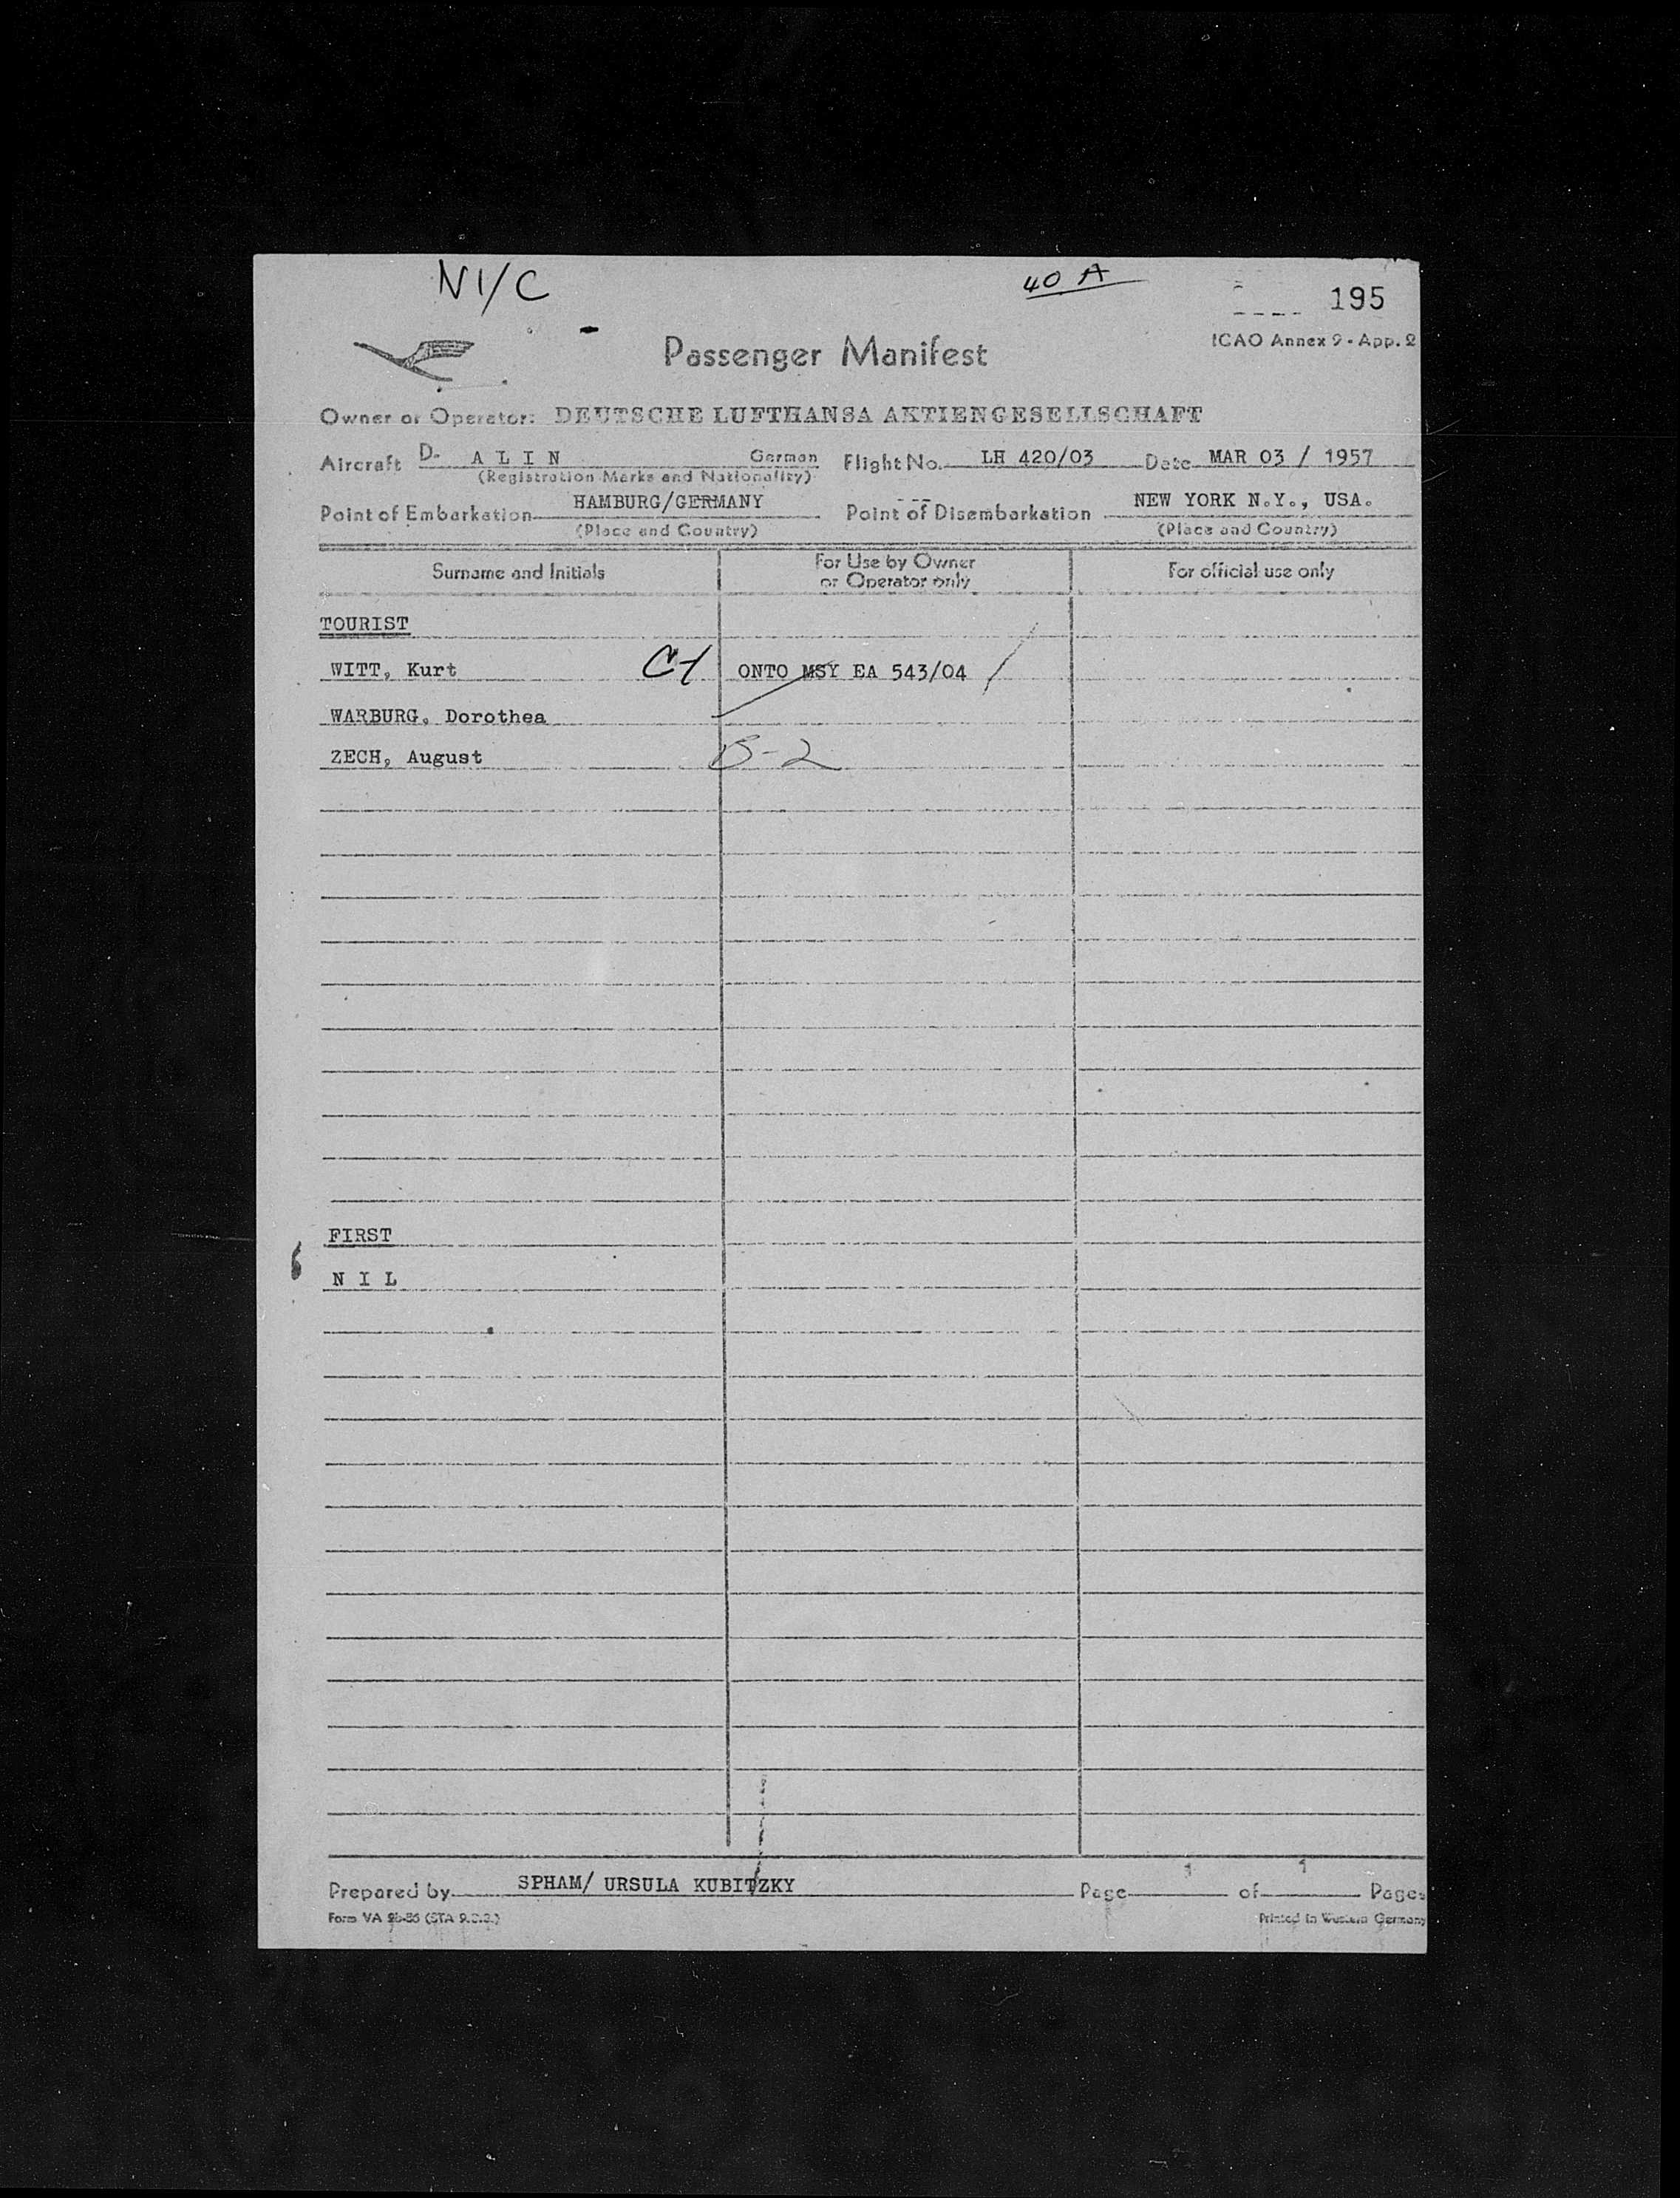 NI/C
40 A
195
ICAO Annex 9 - App. 2
Passenger Manifest
Owner or Operator: DEUTSCHE LUFTHANSA AKTIENGESELLSCHAFT
Aircraft D- A L I N German Flight No. LH 420/03 Date MAR 03 / 1957
(Registration Marks and Nationality)
Point of Embarkation HAMBURG/GERMANY Point of Disembarkation NEW YORK N.Y., USA.
(Place and Country) (Place and Country)
Surname and Initials For Use by Owner or Operator only For official use only
TOURIST
WITT, Kurt ONTO MSY EA 543/04
WARBURG, Dorothea
ZECH, August B-2
FIRST
N I L
Prepared by SPHAM/ URSULA KUBITZKY Page 1 of 1 Pages
Form VA
Printed in Western Germany